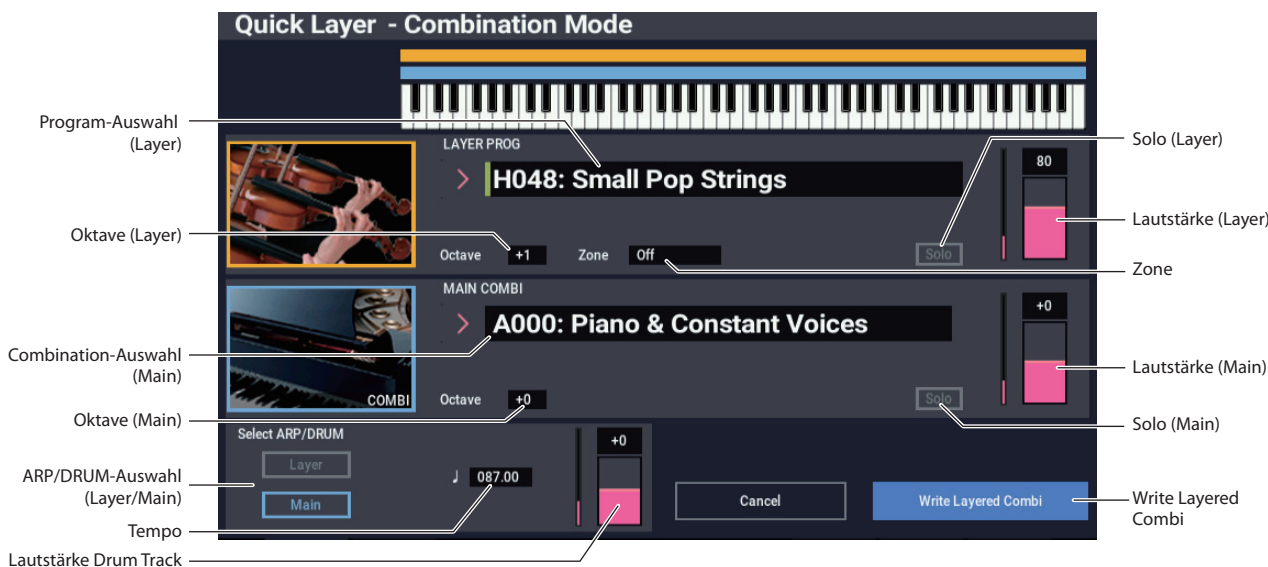 Quick Layer - Combination Mode
Program-Auswahl
(Layer)
LAYER PROG
H048: Small Pop Strings
80
Solo (Layer)
Lautstärke (Layer)
Oktave (Layer)
Octave +1 Zone Off Solo
Zone
MAIN COMBI
A000: Piano & Constant Voices
+0
Combination-Auswahl
(Main)
Lautstärke (Main)
COMBI
Octave +0 Solo
Oktave (Main)
Solo (Main)
Select ARP/DRUM
Layer
Main
ARP/DRUM-Auswahl
(Layer/Main)
♩ 087.00
+0
Tempo
Lautstärke Drum Track
Cancel
Write Layered Combi
Write Layered
Combi